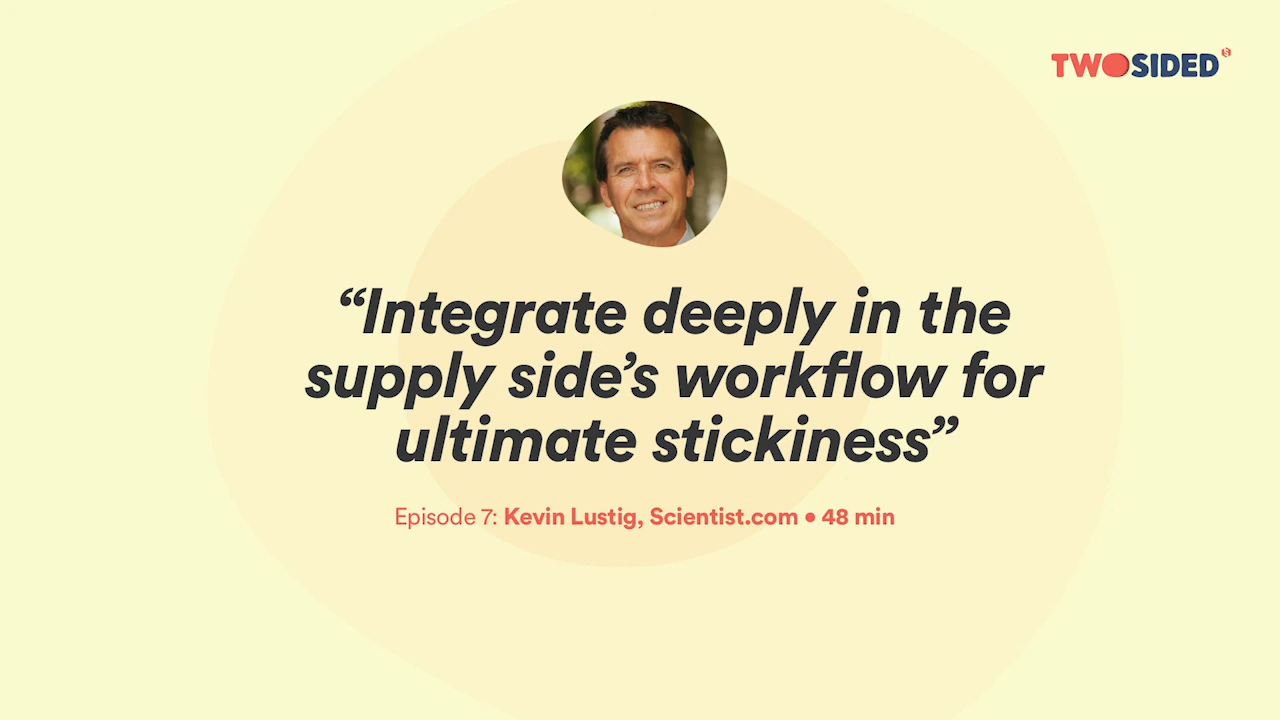 TWOSIDED
“Integrate deeply in the
supply side’s workflow for
ultimate stickiness”
Episode 7: Kevin Lustig, Scientist.com • 48 min